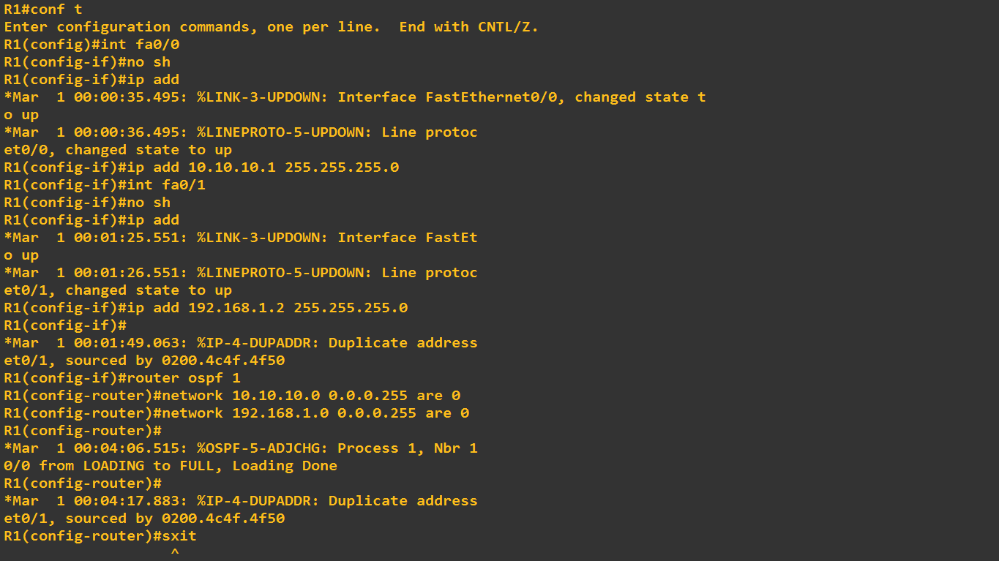 R1#conf t
Enter configuration commands, one per line.  End with CNTL/Z.
R1(config)#int fa0/0
R1(config-if)#no sh
R1(config-if)#ip add
*Mar  1 00:00:35.495: %LINK-3-UPDOWN: Interface FastEthernet0/0, changed state t
o up
*Mar  1 00:00:36.495: %LINEPROTO-5-UPDOWN: Line protoc
et0/0, changed state to up
R1(config-if)#ip add 10.10.10.1 255.255.255.0
R1(config-if)#int fa0/1
R1(config-if)#no sh
R1(config-if)#ip add
*Mar  1 00:01:25.551: %LINK-3-UPDOWN: Interface FastEt
o up
*Mar  1 00:01:26.551: %LINEPROTO-5-UPDOWN: Line protoc
et0/1, changed state to up
R1(config-if)#ip add 192.168.1.2 255.255.255.0
R1(config-if)#
*Mar  1 00:01:49.063: %IP-4-DUPADDR: Duplicate address
et0/1, sourced by 0200.4c4f.4f50
R1(config-if)#router ospf 1
R1(config-router)#network 10.10.10.0 0.0.0.255 are 0
R1(config-router)#network 192.168.1.0 0.0.0.255 are 0
R1(config-router)#
*Mar  1 00:04:06.515: %OSPF-5-ADJCHG: Process 1, Nbr 1
0/0 from LOADING to FULL, Loading Done
R1(config-router)#
*Mar  1 00:04:17.883: %IP-4-DUPADDR: Duplicate address
et0/1, sourced by 0200.4c4f.4f50
R1(config-router)#sxit
^